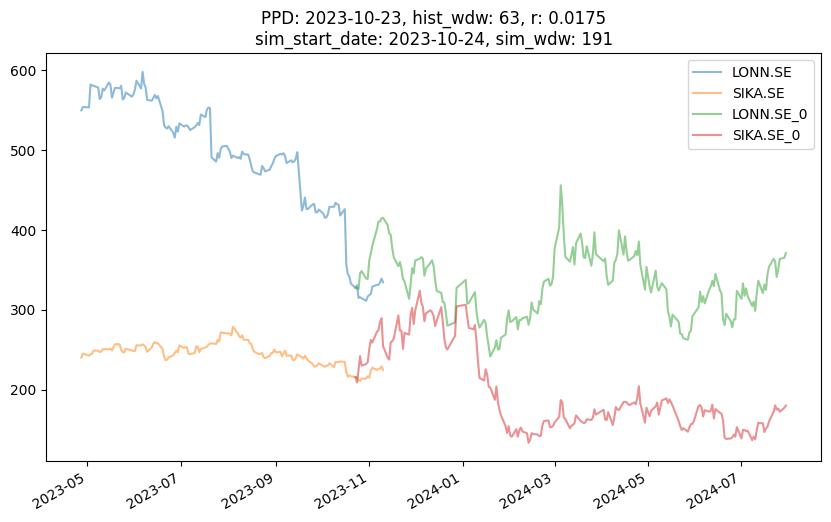 PPD: 2023-10-23, hist_wdw: 63, r: 0.0175
sim_start_date: 2023-10-24, sim_wdw: 191
LONN.SE
SIKA.SE
LONN.SE_0
SIKA.SE_0
600
500
400
300
200
2023-05
2023-07
2023-09
2023-11
2024-01
2024-03
2024-05
2024-07